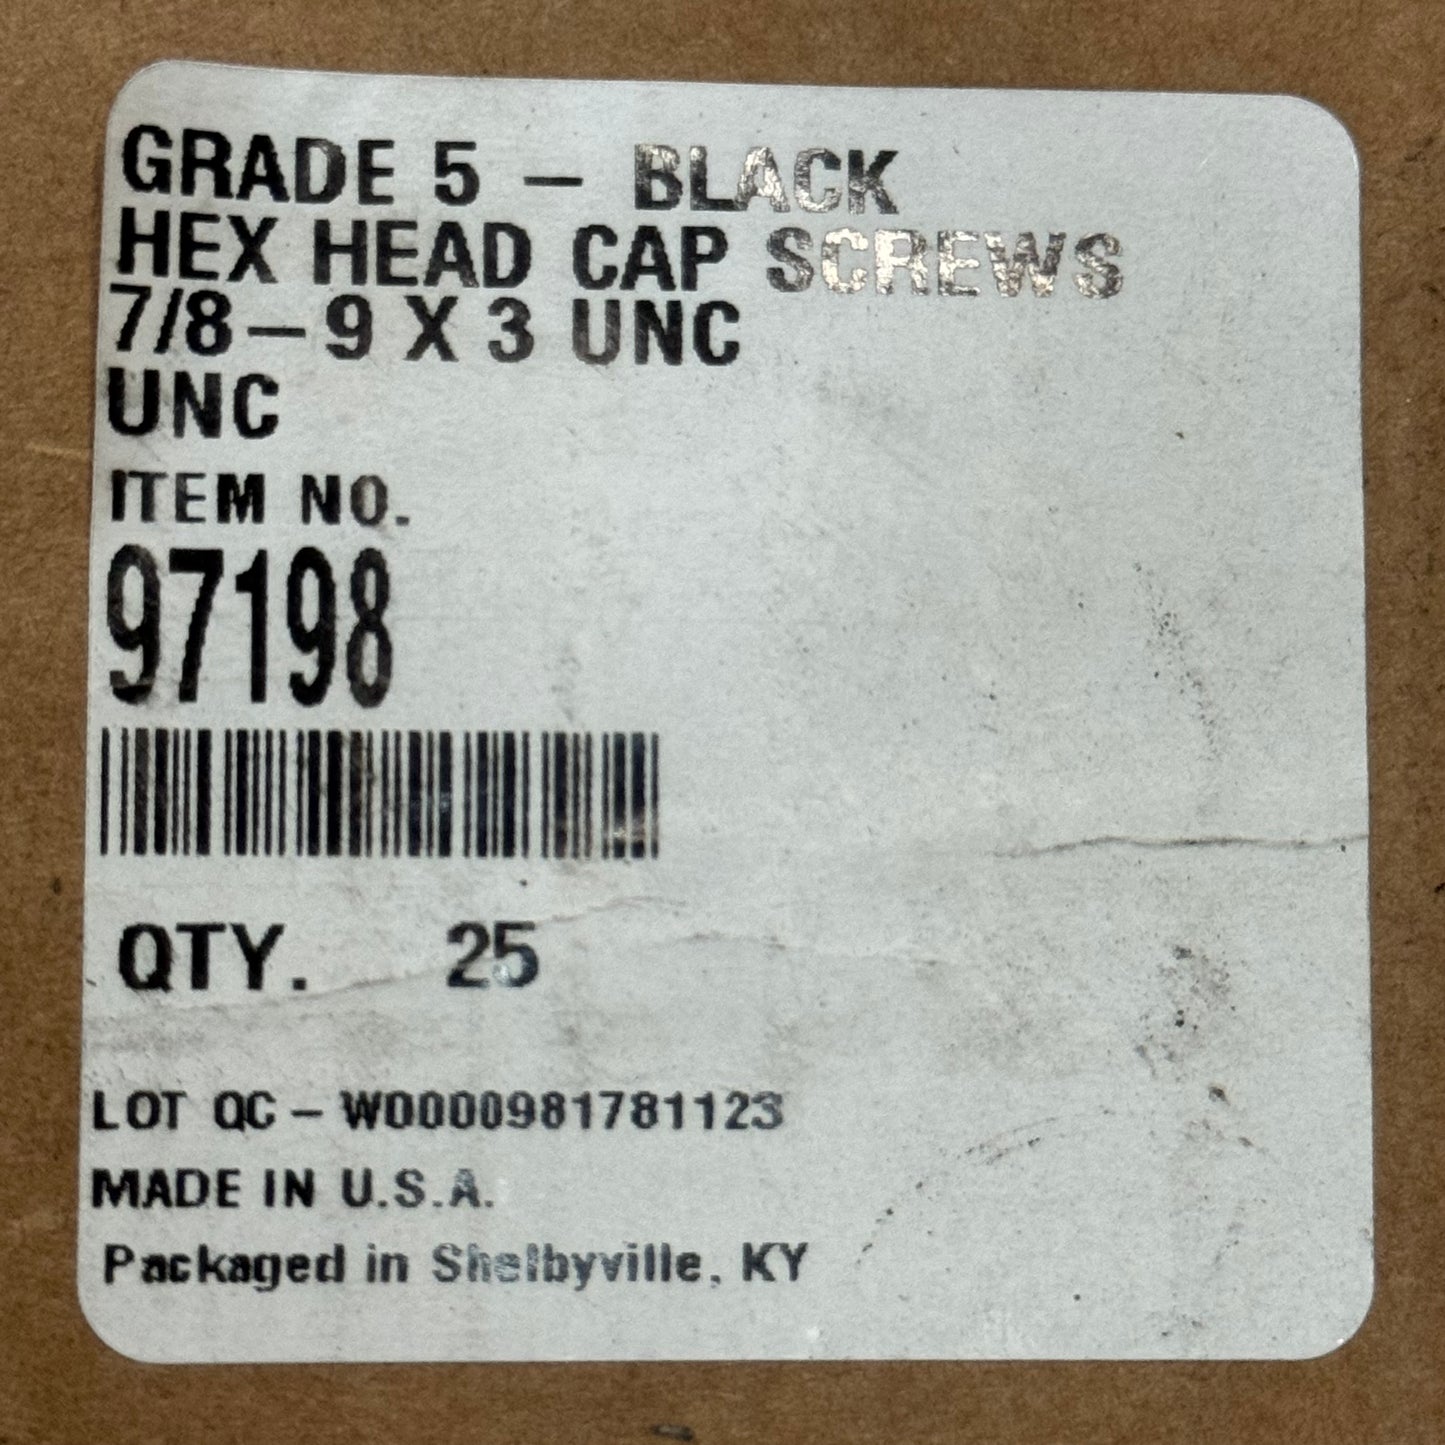 GRADE 5 – BLACK
HEX HEAD CAP SCREWS
7/8–9 X 3 UNC
UNC
ITEM NO.
97198
QTY. 25
LOT QC – W0000981781123
MADE IN U.S.A.
Packaged in Shelbyville, KY